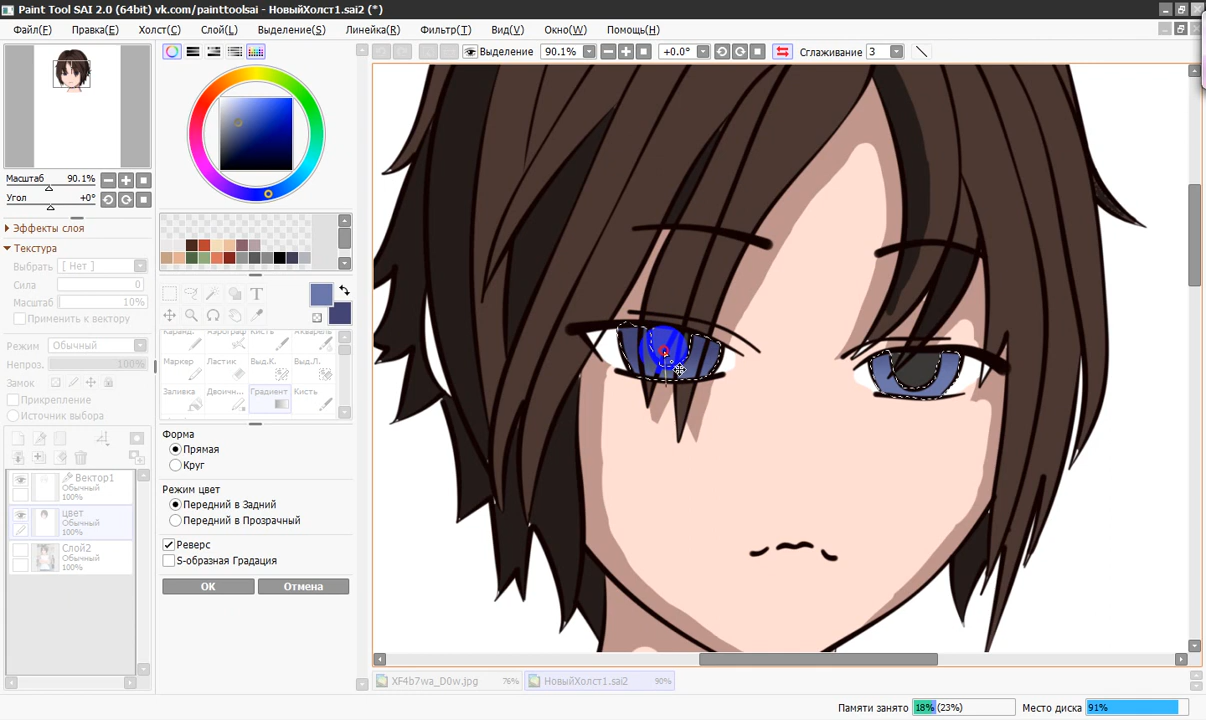 Paint Tool SAI 2.0 (64bit) vk.com/painttoolsai - НовыйХолст1.sai2 (*)
Файл(F) Правка(E) Холст(C) Слой(L) Выделение(S) Линейка(R) Фильтр(T) Вид(V) Окно(W) Помощь(H)
Выделение 90.1% +0.0° Сглаживание 3
Масштаб 90.1%
Угол +0°
Эффекты слоя
Текстура
Выбрать [ Нет ]
Сила 0
Масштаб 10%
Применить к вектору
Режим Обычный
Непроз. 100%
Замок
Прикрепление
Источник выбора
Вектор1
Обычный
100%
цвет
Обычный
100%
Слой2
Обычный
100%
Каранд. Аэрограф Кисть Акварель
Маркер Ластик Выд.К. Выд.Л.
Заливка Двоичн... Градиент Кисть
Форма
Прямая
Круг
Режим цвет
Передний в Задний
Передний в Прозрачный
Реверс
S-образная Градация
OK Отмена
XF4b7wa_D0w.jpg 76% НовыйХолст1.sai2 90%
Памяти занято 18% (23%) Место диска 91%